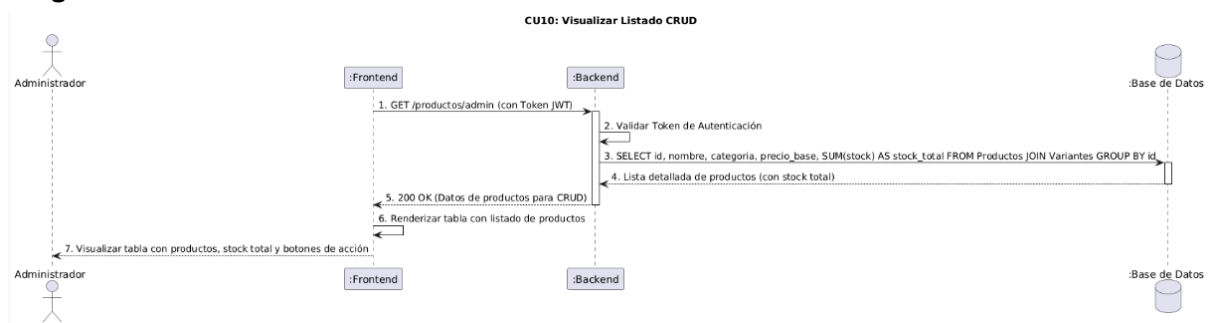 CU10: Visualizar Listado CRUD
Administrador
:Frontend
:Backend
:Base de Datos
1. GET /productos/admin (con Token JWT)
2. Validar Token de Autenticación
3. SELECT id, nombre, categoria, precio_base, SUM(stock) AS stock_total FROM Productos JOIN Variantes GROUP BY id
4. Lista detallada de productos (con stock total)
5. 200 OK (Datos de productos para CRUD)
6. Renderizar tabla con listado de productos
7. Visualizar tabla con productos, stock total y botones de acción
Administrador
:Frontend
:Backend
:Base de Datos